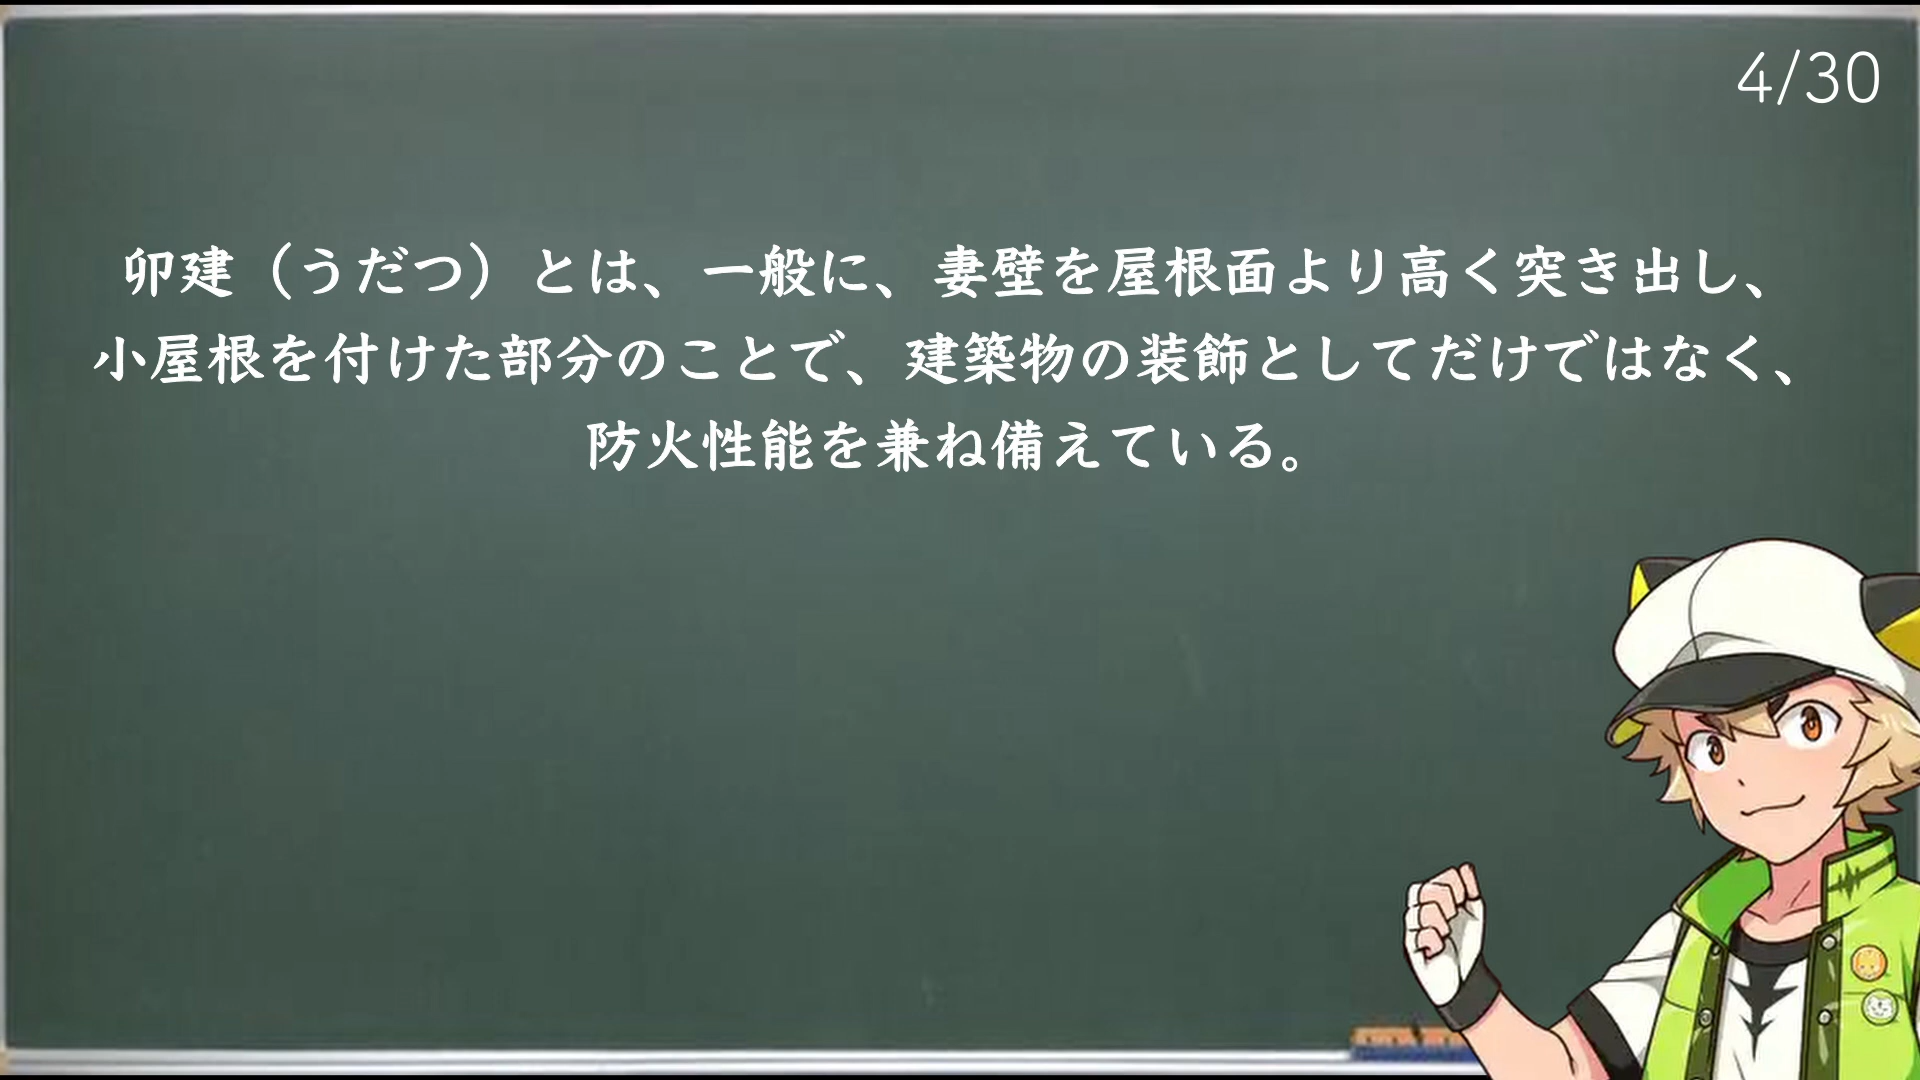 4/30
卯建（うだつ）とは、一般に、妻壁を屋根面より高く突き出し、
小屋根を付けた部分のことで、建築物の装飾としてだけではなく、
防火性能を兼ね備えている。